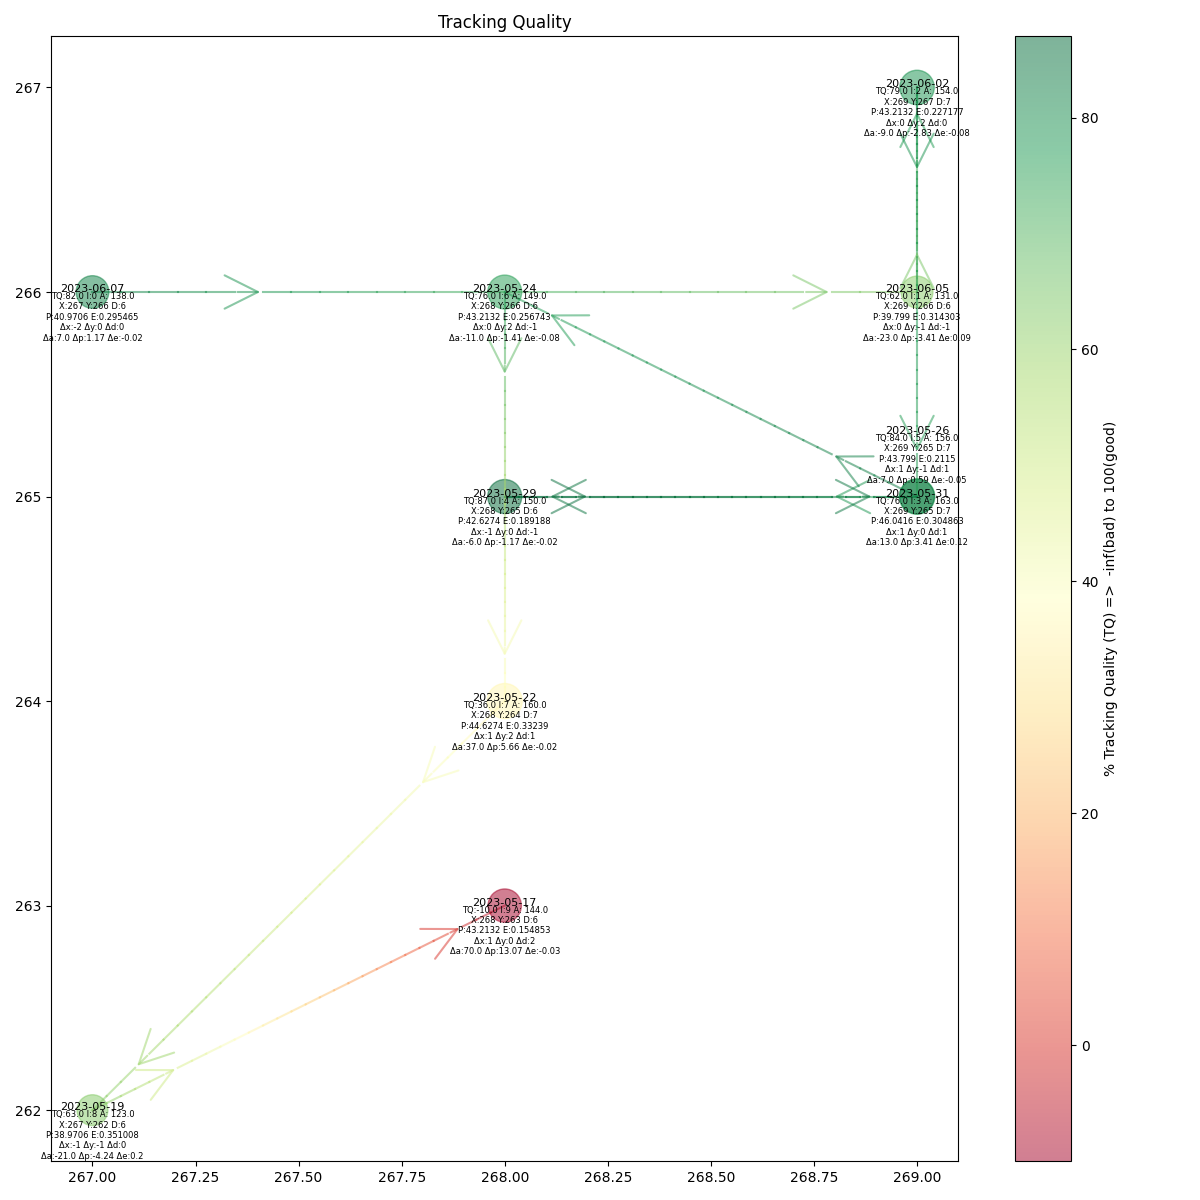 Tracking Quality
267
266
265
264
263
262
2023-06-02
TQ:79.0 I:2 A: 154.0
X:269 Y:267 D:7
P:43.2132 E:0.227177
Δx:0 Δy:2 Δd:0
Δa:-9.0 Δp:-2.83 Δe:-0.08
2023-06-07
TQ:82.0 I:0 A: 138.0
X:267 Y:266 D:6
P:40.9706 E:0.295465
Δx:-2 Δy:0 Δd:0
Δa:7.0 Δp:1.17 Δe:-0.02
2023-05-24
TQ:76.0 I:6 A: 149.0
X:268 Y:266 D:6
P:43.2132 E:0.256743
Δx:0 Δy:2 Δd:-1
Δa:-11.0 Δp:-1.41 Δe:-0.08
2023-06-05
TQ:62.0 I:1 A: 131.0
X:269 Y:266 D:6
P:39.799 E:0.314303
Δx:0 Δy:-1 Δd:-1
Δa:-23.0 Δp:-3.41 Δe:0.09
2023-05-26
TQ:84.0 I:5 A: 156.0
X:269 Y:265 D:7
P:43.799 E:0.2115
Δx:1 Δy:-1 Δd:1
Δa:7.0 Δp:0.59 Δe:-0.05
2023-05-29
TQ:87.0 I:4 A: 150.0
X:268 Y:265 D:6
P:42.6274 E:0.189188
Δx:-1 Δy:0 Δd:-1
Δa:-6.0 Δp:-1.17 Δe:-0.02
2023-05-31
TQ:76.0 I:3 A: 163.0
X:269 Y:265 D:7
P:46.0416 E:0.304863
Δx:1 Δy:0 Δd:1
Δa:13.0 Δp:3.41 Δe:0.12
2023-05-22
TQ:36.0 I:7 A: 160.0
X:268 Y:264 D:7
P:44.6274 E:0.33239
Δx:1 Δy:2 Δd:1
Δa:37.0 Δp:5.66 Δe:-0.02
2023-05-17
TQ:-10.0 I:9 A: 144.0
X:268 Y:263 D:6
P:43.2132 E:0.154853
Δx:1 Δy:0 Δd:2
Δa:70.0 Δp:13.07 Δe:-0.03
2023-05-19
TQ:63.0 I:8 A: 123.0
X:267 Y:262 D:6
P:38.9706 E:0.351008
Δx:-1 Δy:-1 Δd:0
Δa:-21.0 Δp:-4.24 Δe:0.2
267.00 267.25 267.50 267.75 268.00 268.25 268.50 268.75 269.00
80
60
40
20
0
% Tracking Quality (TQ) => -inf(bad) to 100(good)